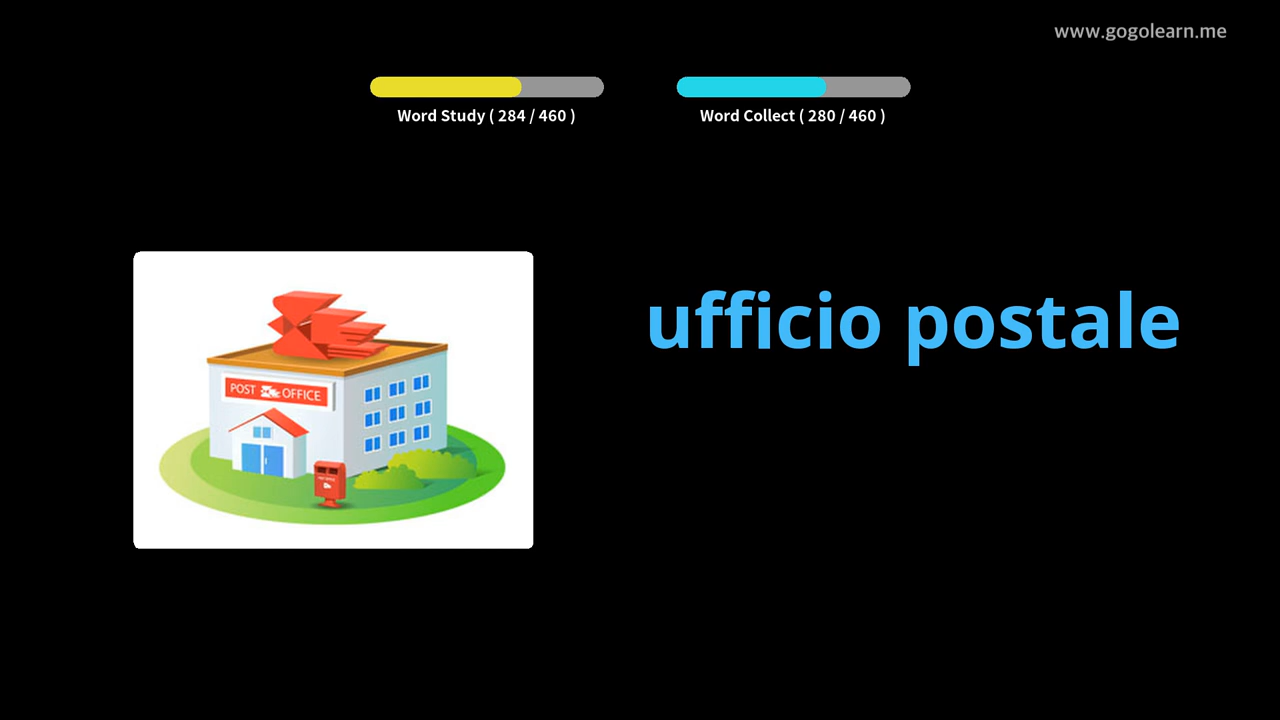 www.gogolearn.me
Word Study ( 284 / 460 )
Word Collect ( 280 / 460 )
ufficio postale
POST OFFICE